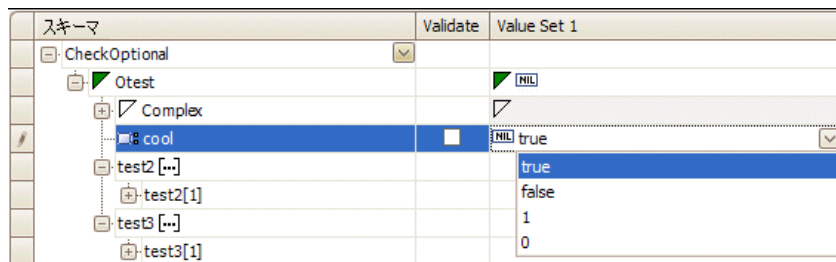 スキーマ Validate Value Set 1
CheckOptional
Otest NIL
Complex
cool NIL true
test2 [...] true
test2[1] false
test3 [...] 1
test3[1] 0